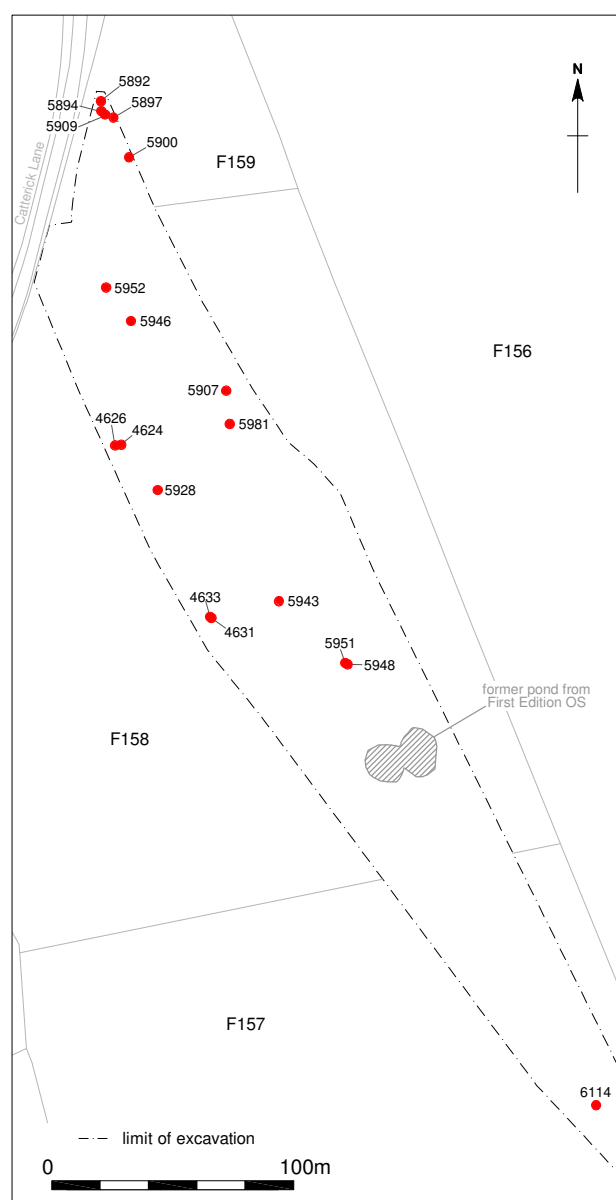 N
5892
5894
5897
5909
5900
F159
Catterick Lane
5952
5946
F156
5907
4626
4624
5981
5928
4633
5943
4631
5951
5948
former pond from
First Edition OS
F158
F157
6114
limit of excavation
0
100m